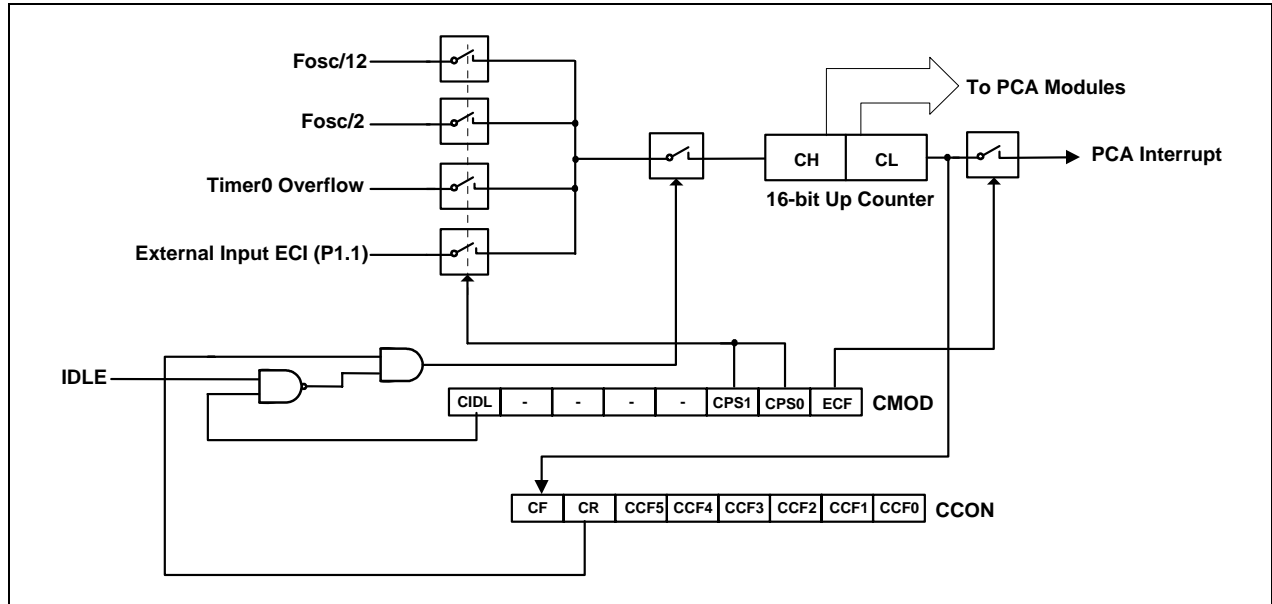 Fosc/12
To PCA Modules
Fosc/2
CH CL
PCA Interrupt
Timer0 Overflow
16-bit Up Counter
External Input ECI (P1.1)
IDLE
CIDL - - - - CPS1 CPS0 ECF CMOD
CF CR CCF5 CCF4 CCF3 CCF2 CCF1 CCF0 CCON